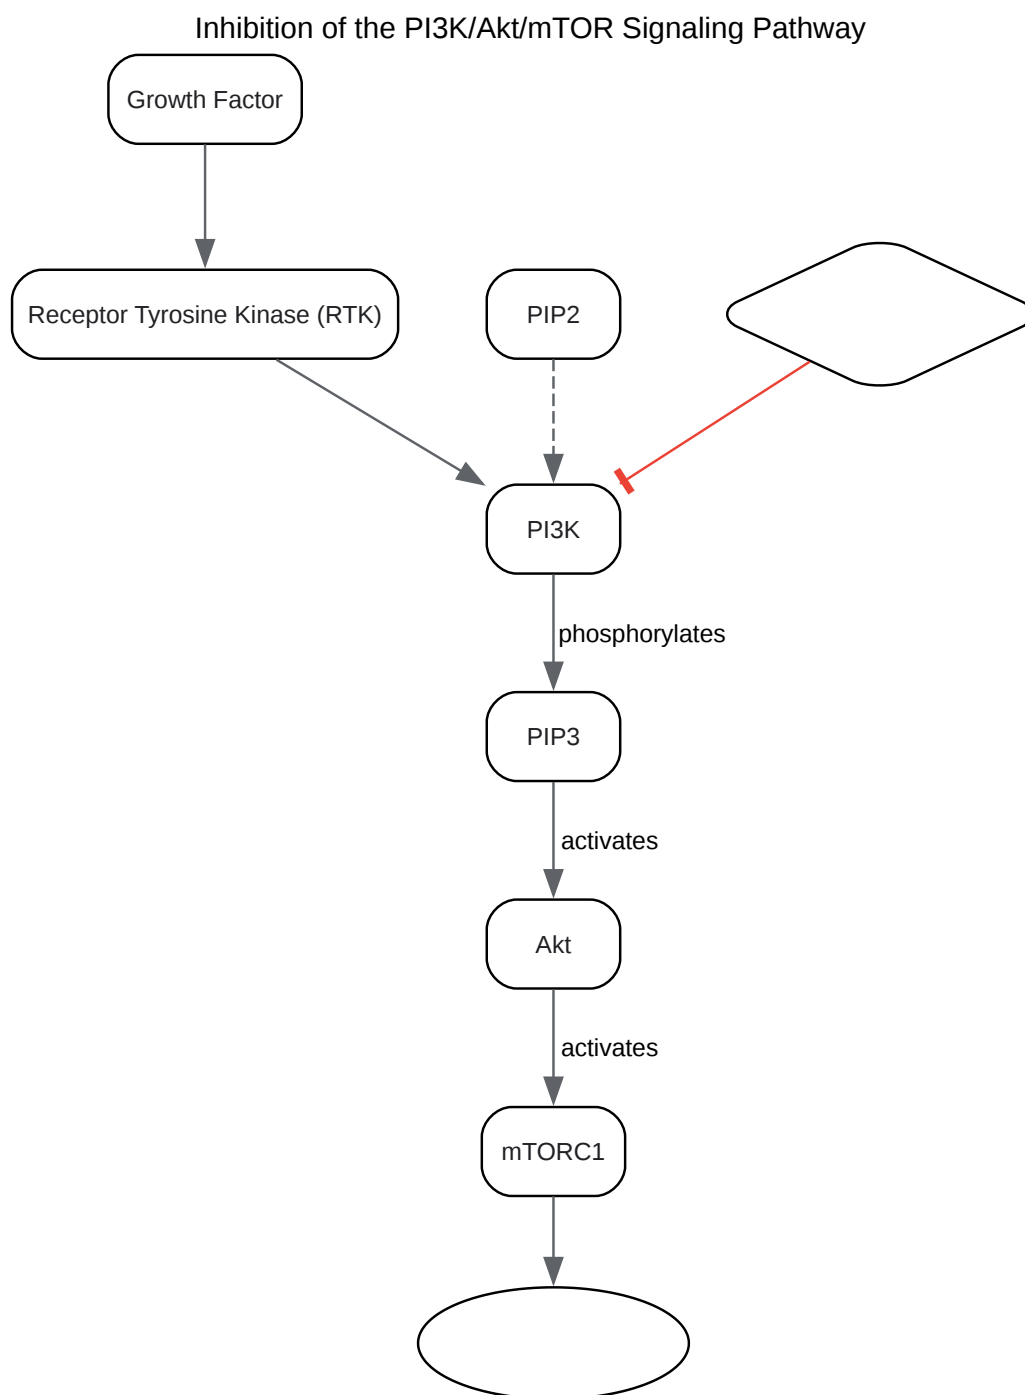 Inhibition of the PI3K/Akt/mTOR Signaling Pathway
Growth Factor
Receptor Tyrosine Kinase (RTK)
PIP2
PI3K
phosphorylates
PIP3
activates
Akt
activates
mTORC1